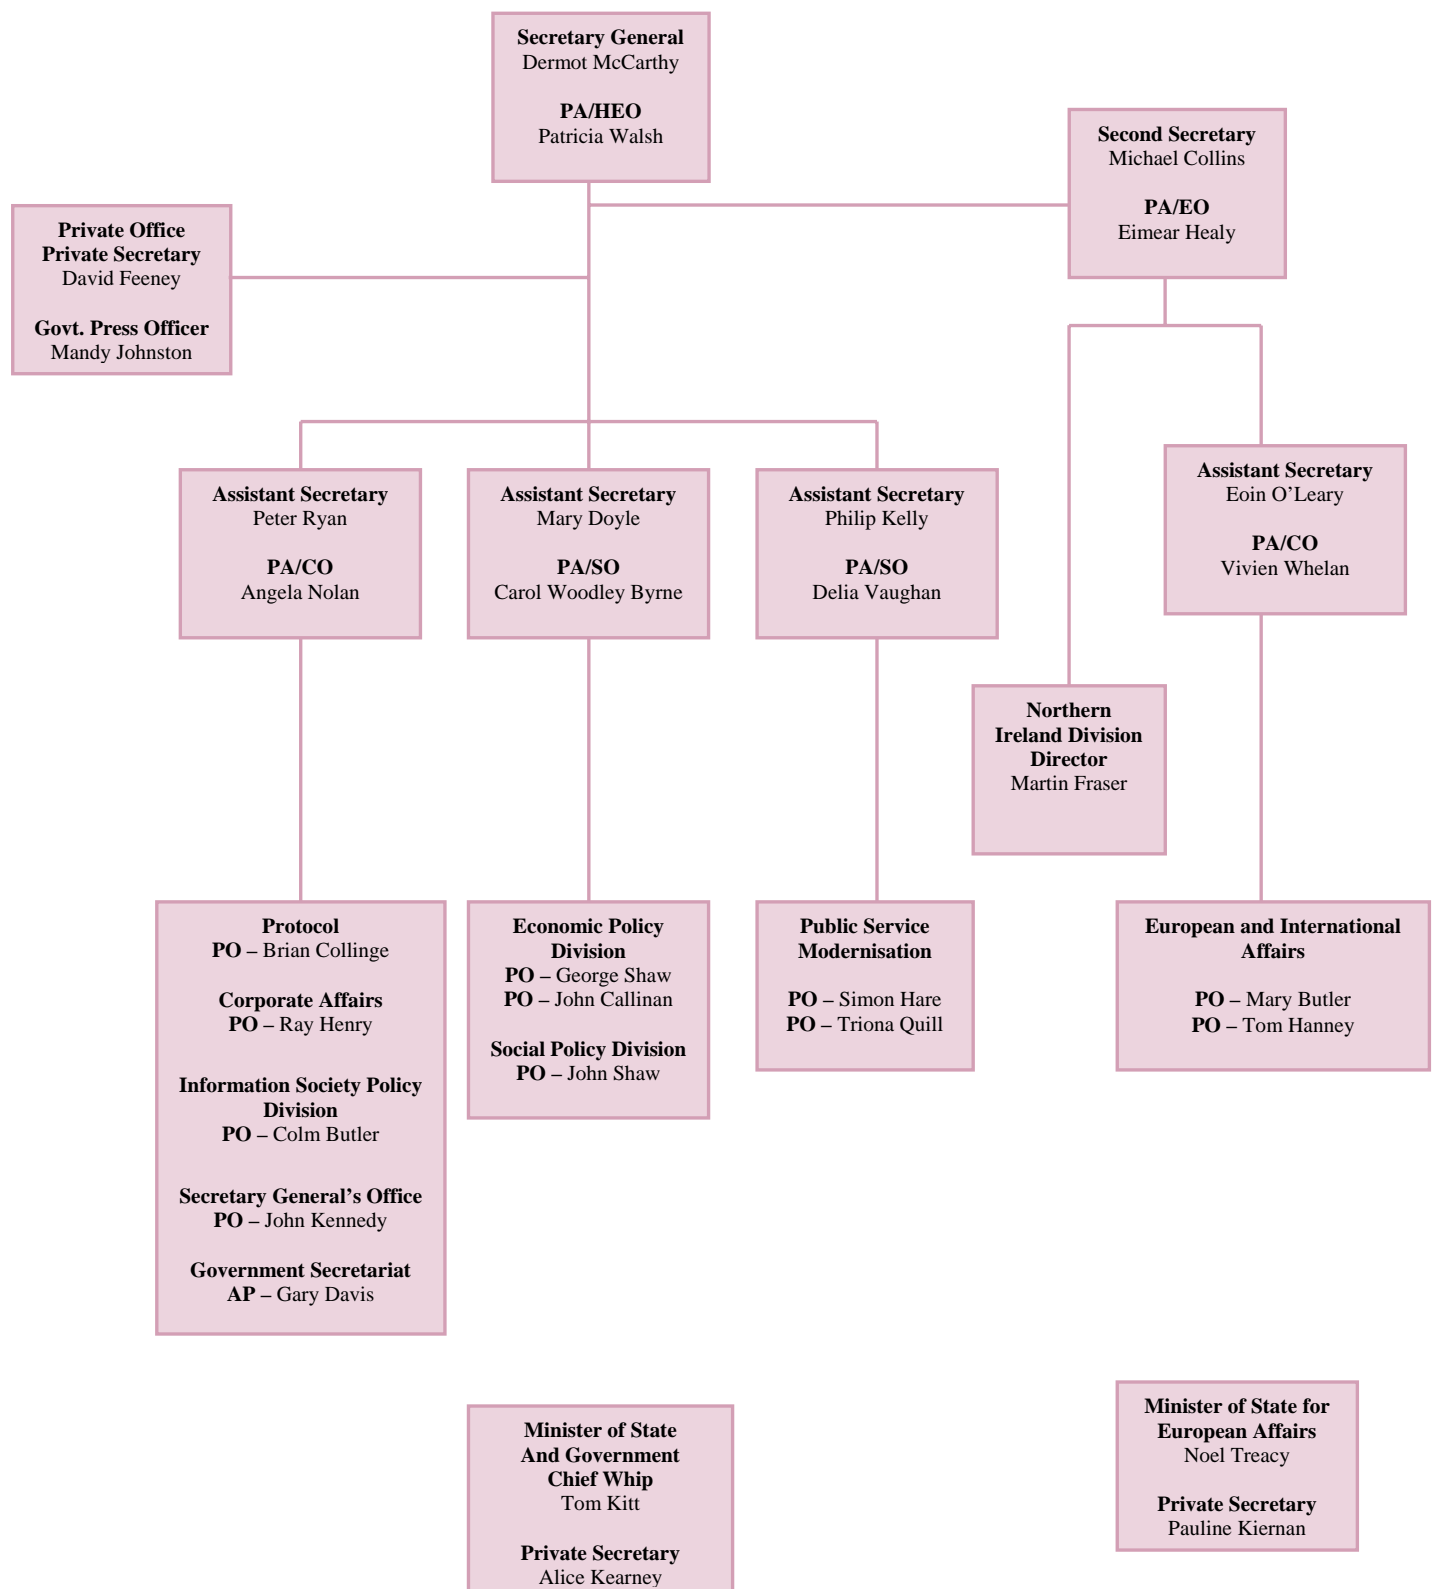 Secretary General
Dermot McCarthy
PA/HEO
Patricia Walsh
Second Secretary
Michael Collins
PA/EO
Eimear Healy
Private Office
Private Secretary
David Feeney
Govt. Press Officer
Mandy Johnston
Assistant Secretary
Peter Ryan
PA/CO
Angela Nolan
Assistant Secretary
Mary Doyle
PA/SO
Carol Woodley Byrne
Assistant Secretary
Philip Kelly
PA/SO
Delia Vaughan
Assistant Secretary
Eoin O’Leary
PA/CO
Vivien Whelan
Northern
Ireland Division
Director
Martin Fraser
Protocol
PO – Brian Collinge
Corporate Affairs
PO – Ray Henry
Information Society Policy
Division
PO – Colm Butler
Secretary General’s Office
PO – John Kennedy
Government Secretariat
AP – Gary Davis
Economic Policy
Division
PO – George Shaw
PO – John Callinan
Social Policy Division
PO – John Shaw
Public Service
Modernisation
PO – Simon Hare
PO – Triona Quill
European and International
Affairs
PO – Mary Butler
PO – Tom Hanney
Minister of State
And Government
Chief Whip
Tom Kitt
Private Secretary
Alice Kearney
Minister of State for
European Affairs
Noel Treacy
Private Secretary
Pauline Kiernan